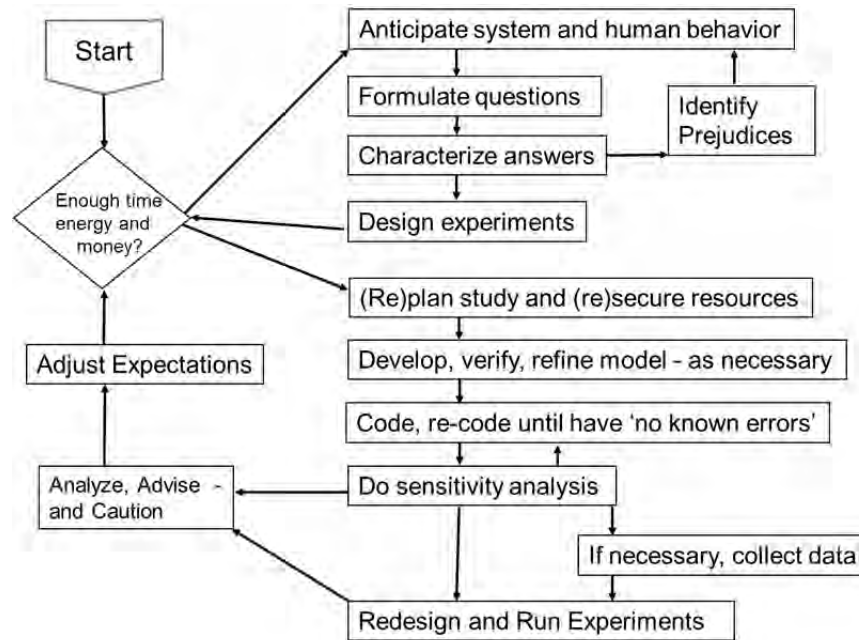 Start
Anticipate system and human behavior
Formulate questions
Identify
Prejudices
Characterize answers
Enough time
energy and
money?
Design experiments
(Re)plan study and (re)secure resources
Adjust Expectations
Develop, verify, refine model - as necessary
Code, re-code until have ‘no known errors’
Analyze, Advise -
and Caution
Do sensitivity analysis
If necessary, collect data
Redesign and Run Experiments